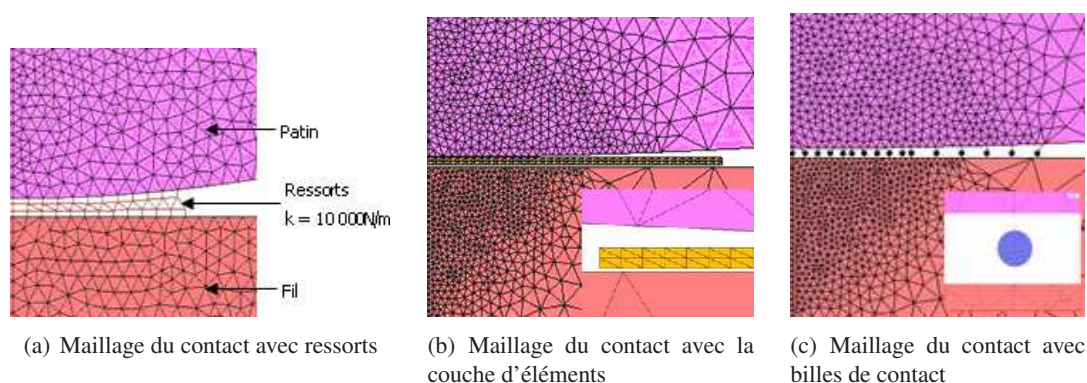 Patin
Ressorts
k = 10 000N/m
Fil
(a) Maillage du contact avec ressorts
(b) Maillage du contact avec la
couche d'éléments
(c) Maillage du contact avec
billes de contact